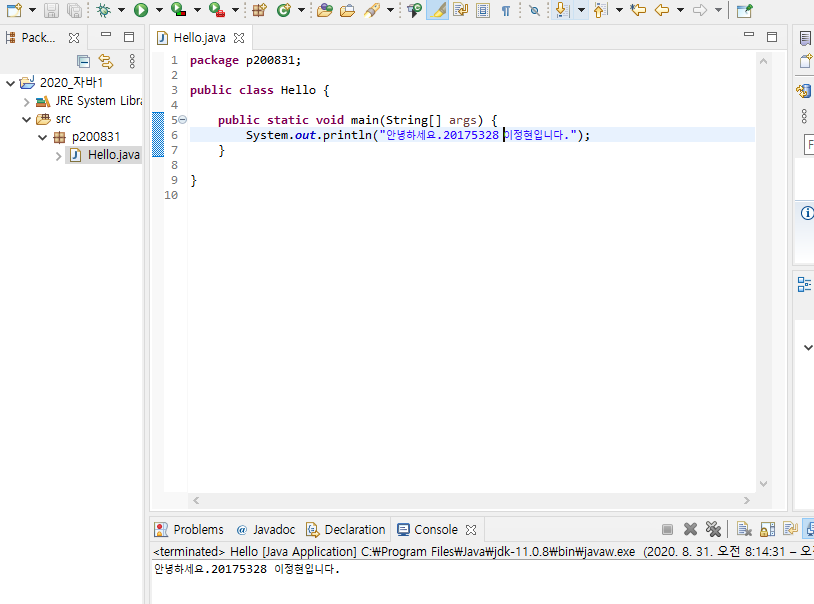 Pack...
2020_자바1
JRE System Libra
src
p200831
Hello.java
Hello.java
1 package p200831;
2
3 public class Hello {
4
5 public static void main(String[] args) {
6 System.out.println("안녕하세요.20175328 이정현입니다.");
7 }
8
9 }
10
Problems @ Javadoc Declaration Console
<terminated> Hello [Java Application] C:₩Program Files₩Java₩jdk-11.0.8₩bin₩javaw.exe (2020. 8. 31. 오전 8:14:31 –
안녕하세요.20175328 이정현입니다.